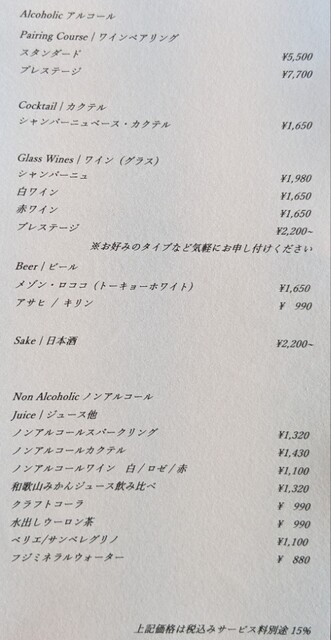 Alcoholic アルコール
Pairing Course | ワインペアリング
スタンダード ¥5,500
プレステージ ¥7,700
Cocktail | カクテル
シャンパーニュベース・カクテル ¥1,650
Glass Wines | ワイン（グラス）
シャンパーニュ ¥1,980
白ワイン ¥1,650
赤ワイン ¥1,650
プレステージ ¥2,200~
※お好みのタイプなど気軽にお申し付けください
Beer | ビール
メゾン・ロココ（トーキョーホワイト） ¥1,650
アサヒ / キリン ¥ 990
Sake | 日本酒 ¥2,200~
Non Alcoholic ノンアルコール
Juice | ジュース他
ノンアルコールスパークリング ¥1,320
ノンアルコールカクテル ¥1,430
ノンアルコールワイン 白 / ロゼ / 赤 ¥1,100
和歌山みかんジュース飲み比べ ¥1,320
クラフトコーラ ¥ 990
水出しウーロン茶 ¥ 990
ペリエ/サンペレグリノ ¥1,100
フジミネラルウォーター ¥ 880
上記価格は税込みサービス料別途 15%